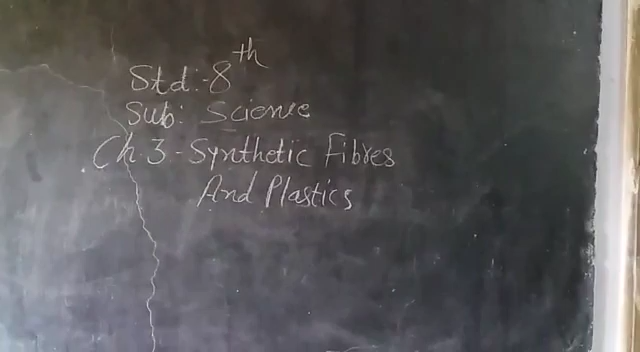 Std:- 8th
Sub: Science
Ch. 3 - Synthetic Fibres
And Plastics